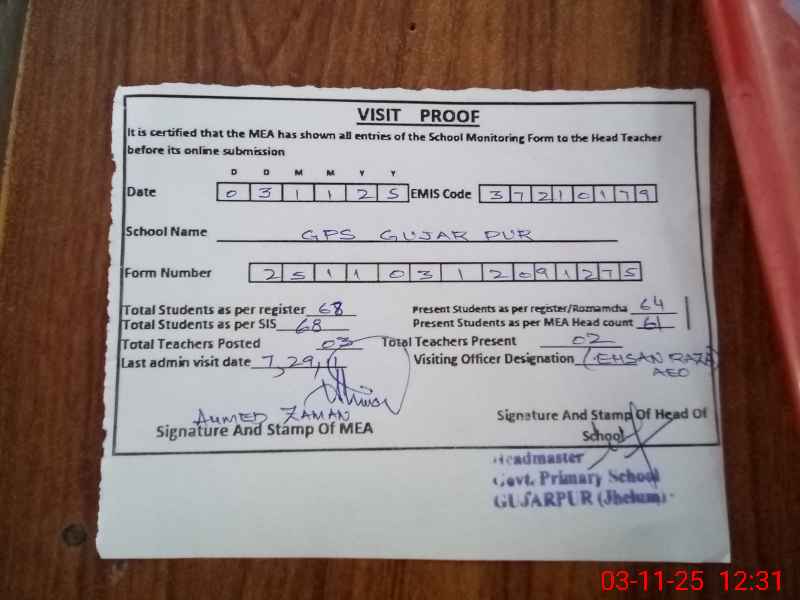 VISIT PROOF
It is certified that the MEA has shown all entries of the School Monitoring Form to the Head Teacher
before its online submission
D D M M Y Y
Date 0 3 1 1 2 5 EMIS Code 3 7 2 1 0 1 7 9
School Name GPS GUJAR PUR
Form Number 2 5 1 1 0 3 1 2 0 9 1 2 7 5
Total Students as per register 68 Present Students as per register/Roznamcha 64
Total Students as per SIS 68 Present Students as per MEA Head count 61
Total Teachers Posted 03 Total Teachers Present 02
Last admin visit date 7, 29, Visiting Officer Designation (EHSAN RAZA)
AEO
AHMED ZAMAN
Signature And Stamp Of MEA
Signature And Stamp Of Head Of
School
Headmaster
Govt. Primary School
GUJARPUR (Jhelum)
03-11-25 12:31